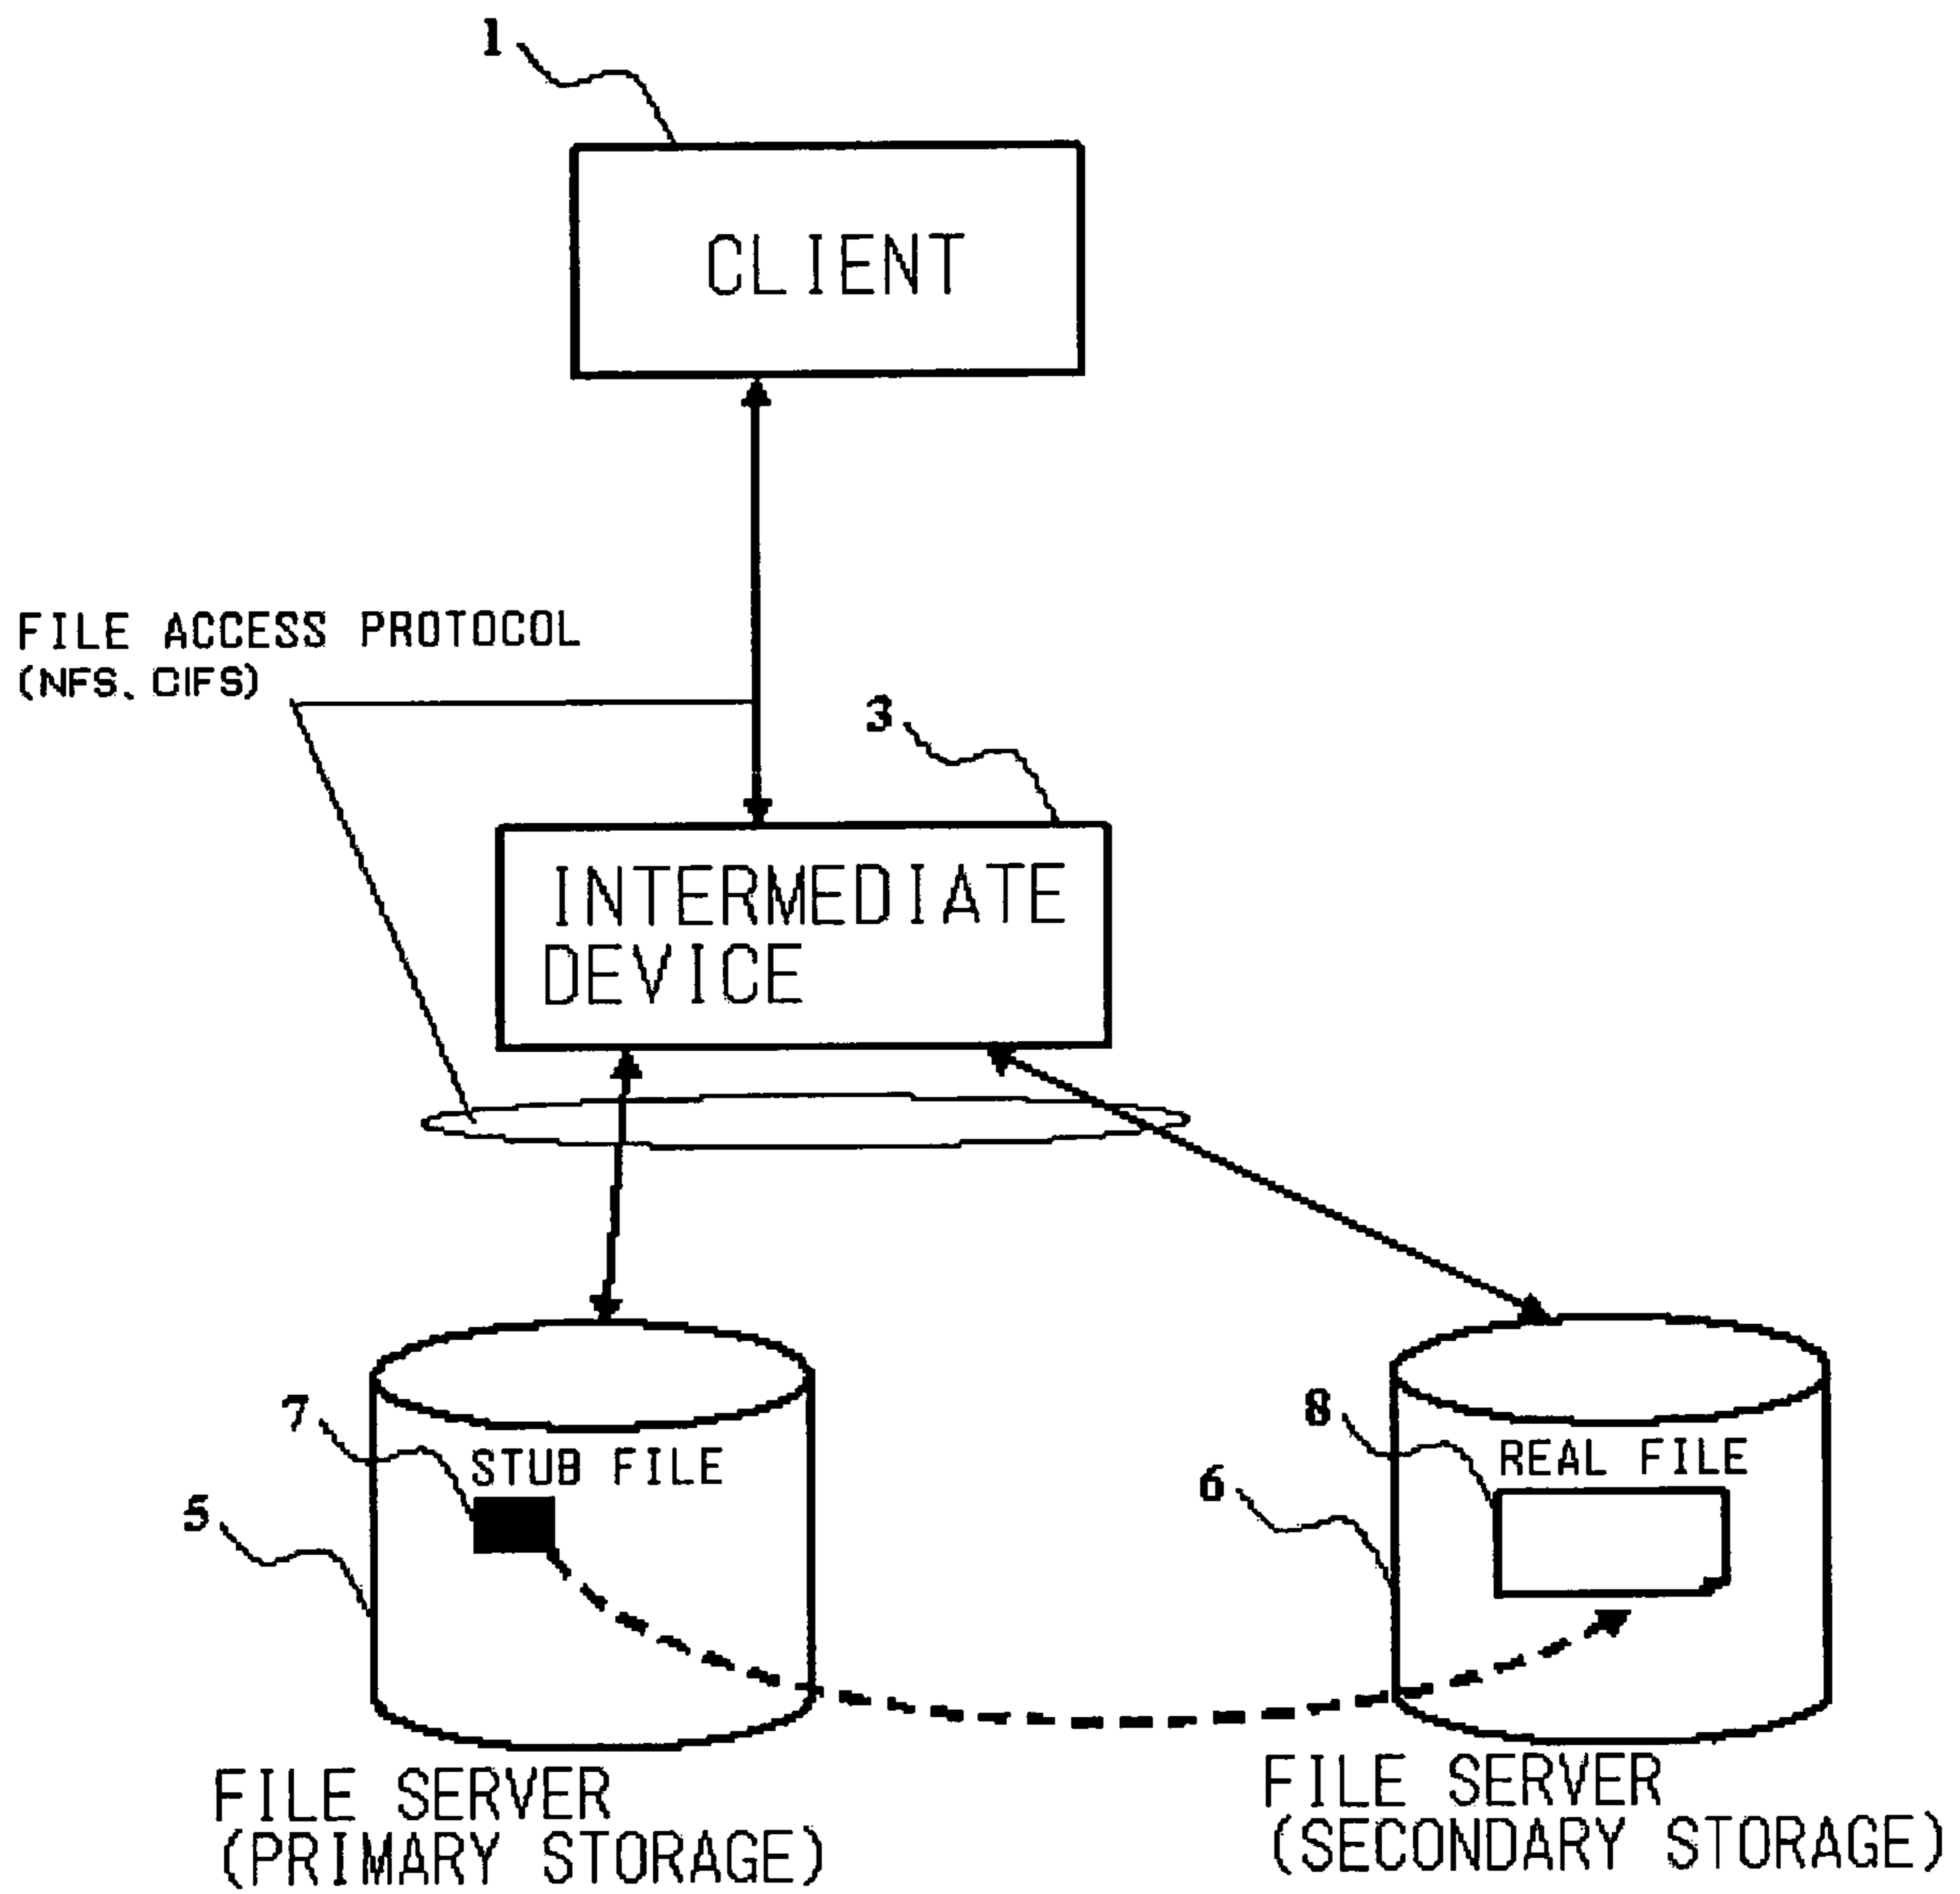 1
CLIENT
FILE ACCESS PROTOCOL
(NFS、CIFS)
3
INTERMEDIATE
DEVICE
7
STUB FILE
5
8
REAL FILE
6
FILE SERVER
(PRIMARY STORAGE)
FILE SERVER
(SECONDARY STORAGE)